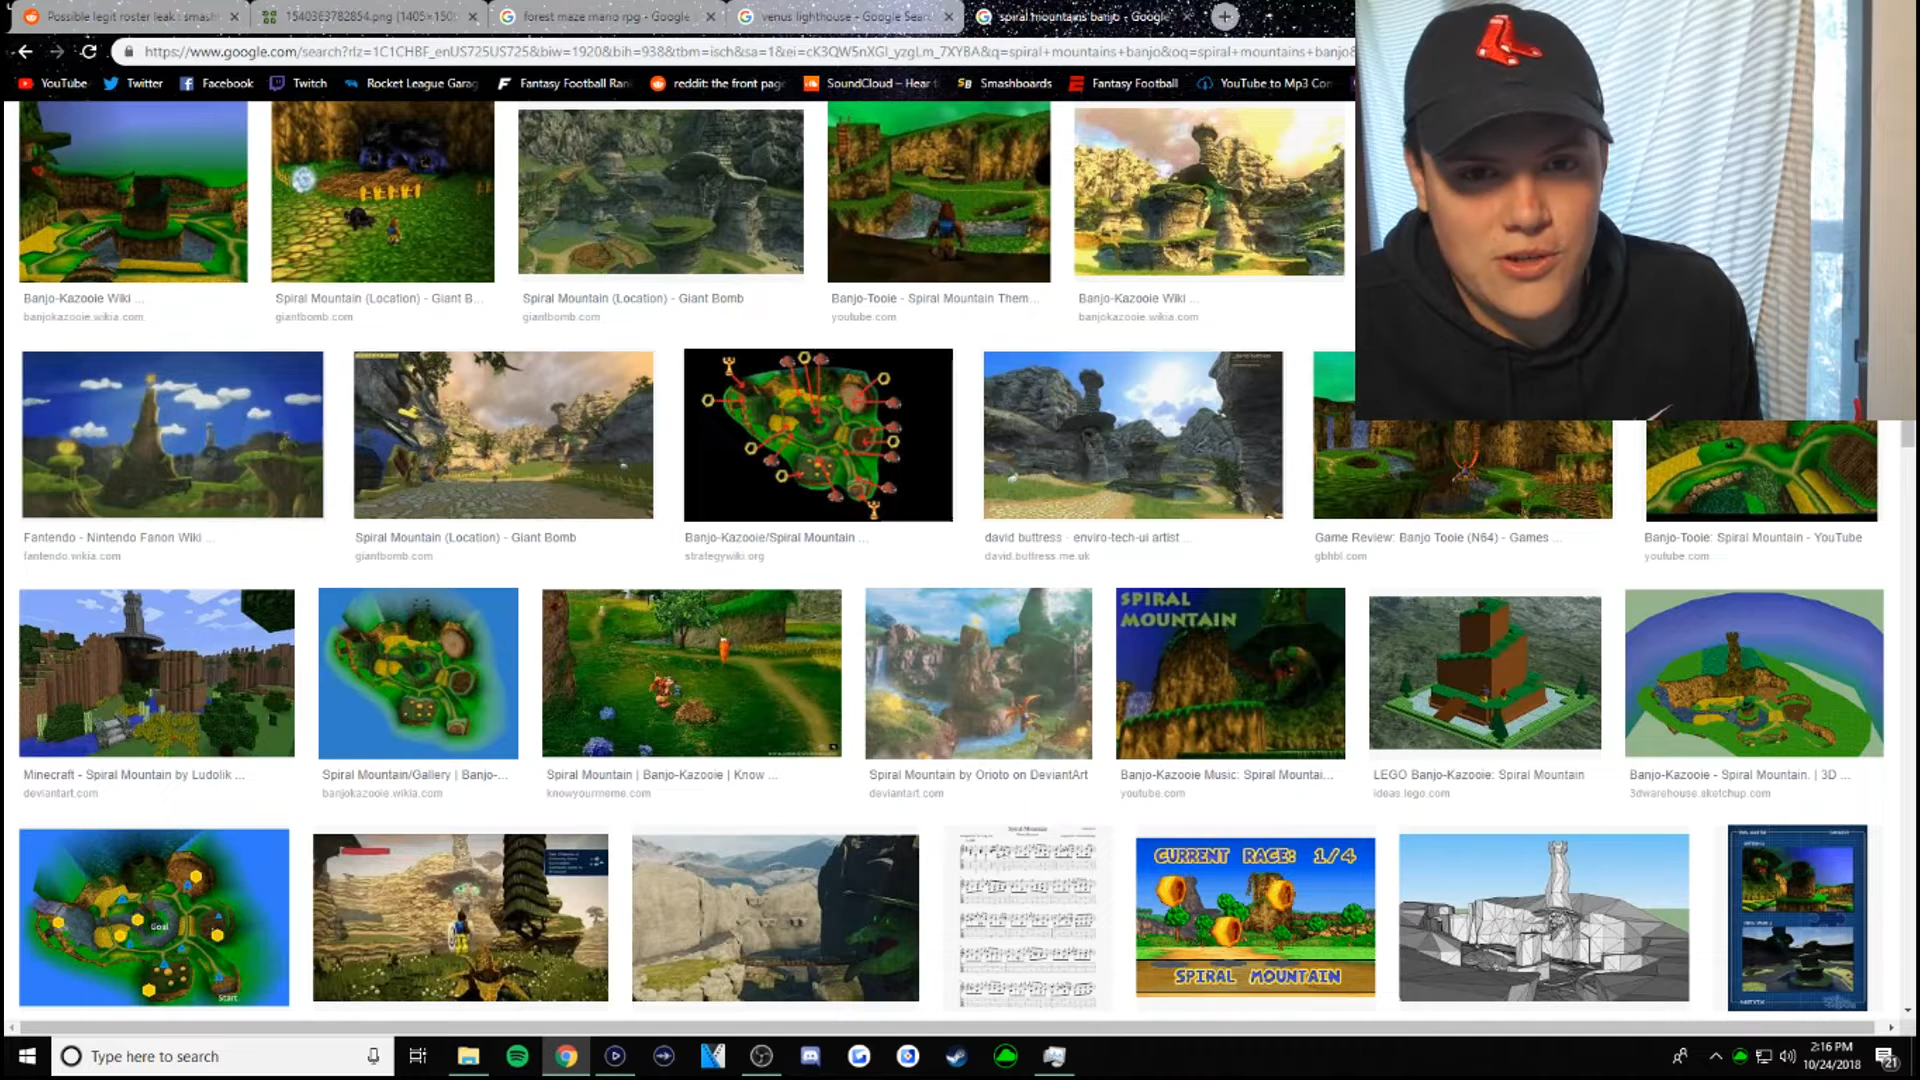 Possible legit roster leak : smash
1540363782854.png (1405×150
forest maze mario rpg - Google
venus lighthouse - Google Sear
spiral mountains banjo - Google
https://www.google.com/search?rlz=1C1CHBF_enUS725US725&biw=1920&bih=938&tbm=isch&sa=1&ei=cK3QW5nXGI_yzgLm_7XYBA&q=spiral+mountains+banjo&oq=spiral+mountains+banjo&
YouTube Twitter Facebook Twitch Rocket League Garag Fantasy Football Ran reddit: the front page SoundCloud – Hear t Smashboards Fantasy Football YouTube to Mp3 Con
Banjo-Kazooie Wiki ...
banjokazooie.wikia.com
Spiral Mountain (Location) - Giant B...
giantbomb.com
Spiral Mountain (Location) - Giant Bomb
giantbomb.com
Banjo-Tooie - Spiral Mountain Them...
youtube.com
Banjo-Kazooie Wiki ...
banjokazooie.wikia.com
Fantendo - Nintendo Fanon Wiki ...
fantendo.wikia.com
Spiral Mountain (Location) - Giant Bomb
giantbomb.com
Banjo-Kazooie/Spiral Mountain ...
strategywiki.org
david buttress - enviro-tech-ui artist ...
david.buttress.me.uk
Game Review: Banjo Tooie (N64) - Games ...
gbhbl.com
Banjo-Tooie: Spiral Mountain - YouTube
youtube.com
SPIRAL
MOUNTAIN
Minecraft - Spiral Mountain by Ludolik ...
deviantart.com
Spiral Mountain/Gallery | Banjo-...
banjokazooie.wikia.com
Spiral Mountain | Banjo-Kazooie | Know ...
knowyourmeme.com
Spiral Mountain by Orioto on DeviantArt
deviantart.com
Banjo-Kazooie Music: Spiral Mountai...
youtube.com
LEGO Banjo-Kazooie: Spiral Mountain
ideas.lego.com
Banjo-Kazooie - Spiral Mountain. | 3D ...
3dwarehouse.sketchup.com
Goal
Start
Spiral Mountain
CURRENT RACE: 1/4
SPIRAL MOUNTAIN
Type here to search
2:16 PM
10/24/2018
21